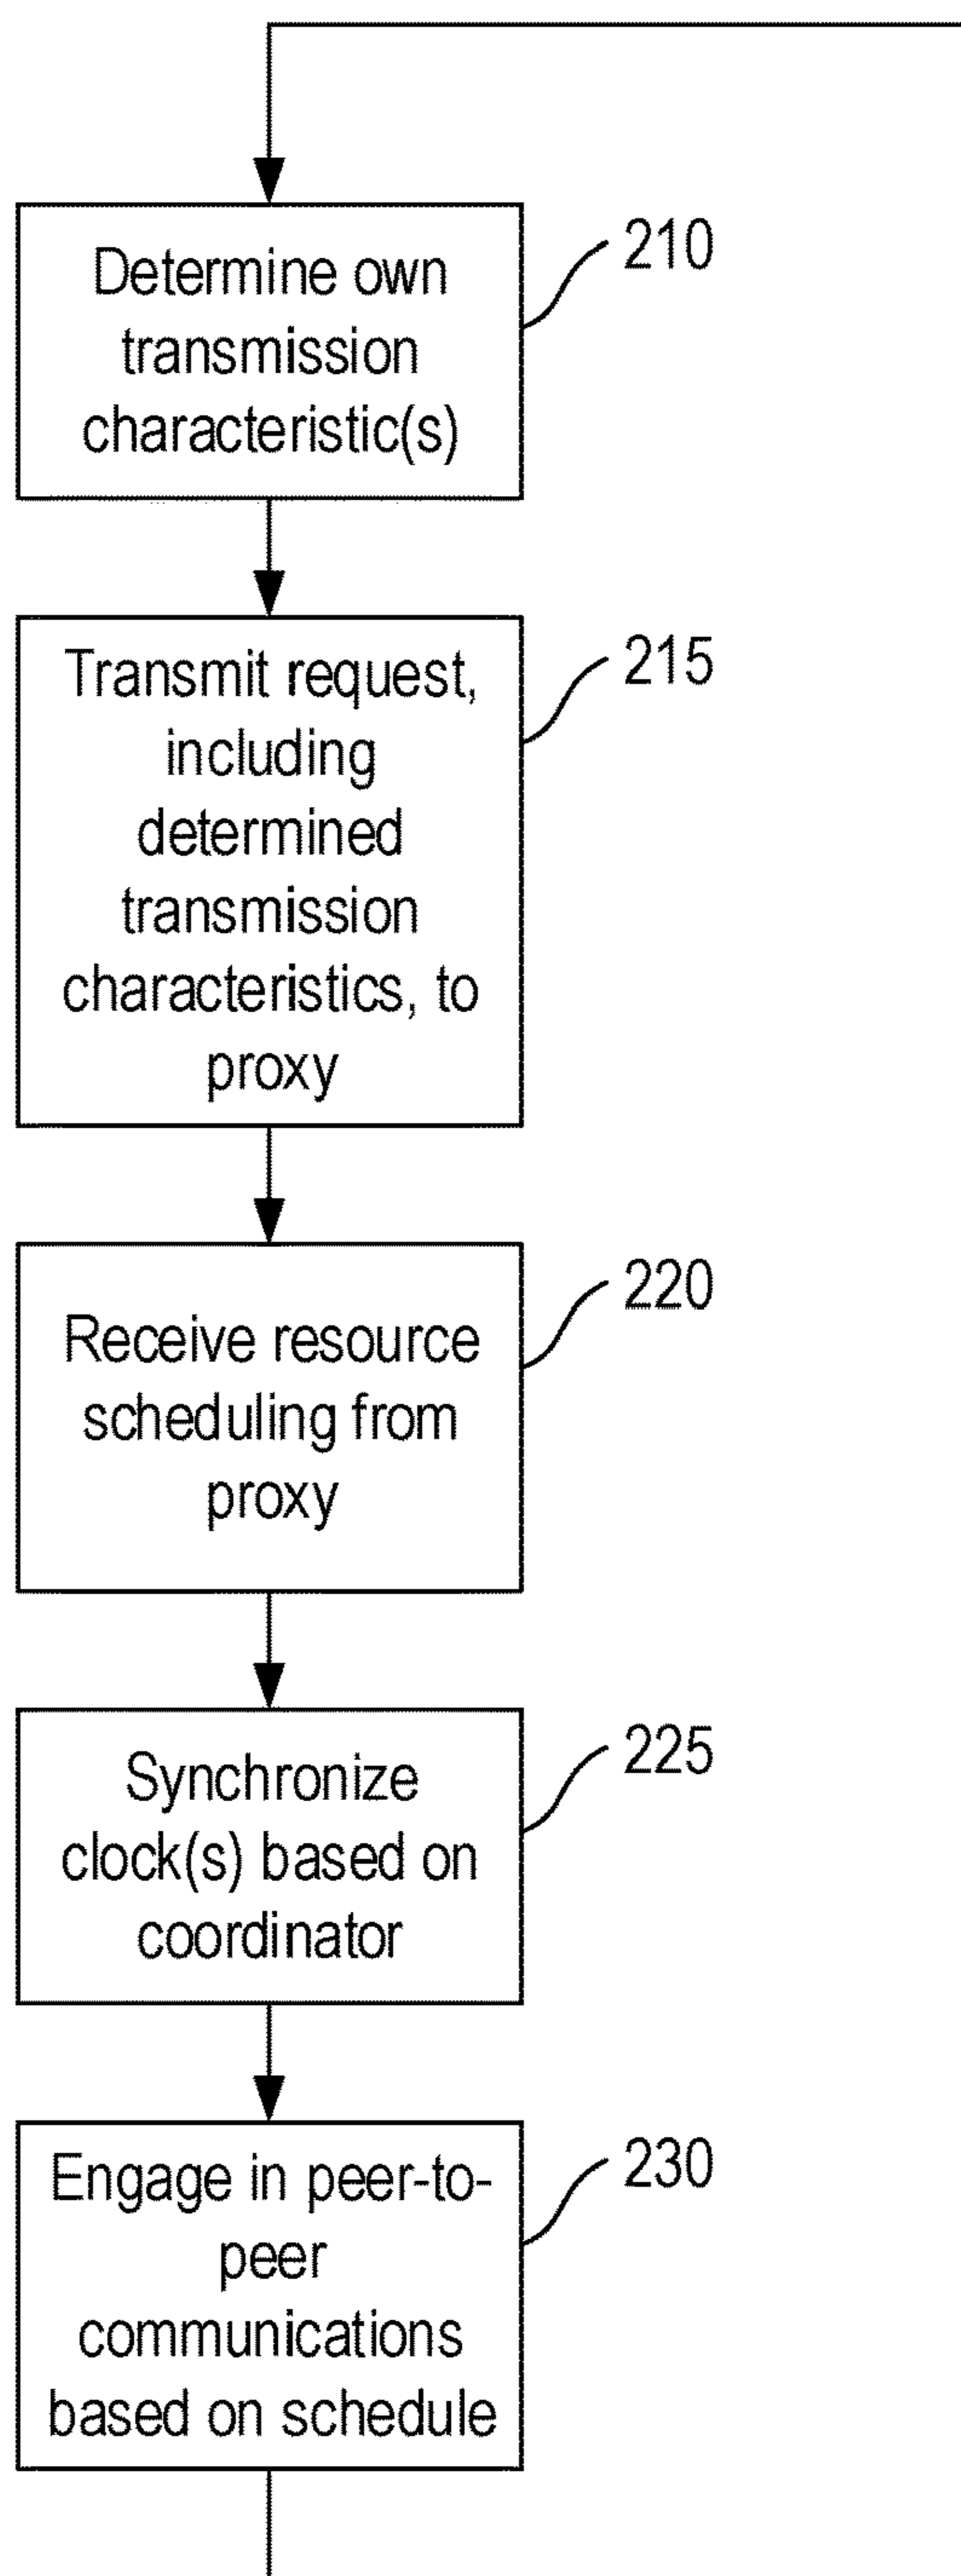 Determine own
transmission
characteristic(s)
210
Transmit request,
including
determined
transmission
characteristics, to
proxy
215
Receive resource
scheduling from
proxy
220
Synchronize
clock(s) based on
coordinator
225
Engage in peer-to-
peer
communications
based on schedule
230